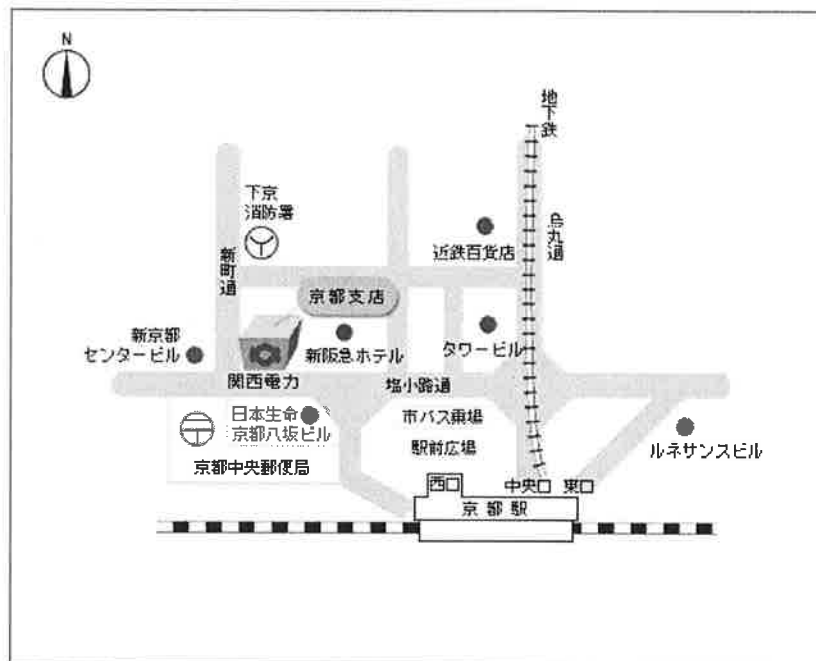 N
地下鉄
下京
消防署
烏丸通
新町通
近鉄百貨店
京都支店
新京都
センタービル
新阪急ホテル
タワービル
関西電力
塩小路通
日本生命
京都八坂ビル
市バス乗場
駅前広場
ルネサンスビル
京都中央郵便局
西口
中央口
東口
京都駅